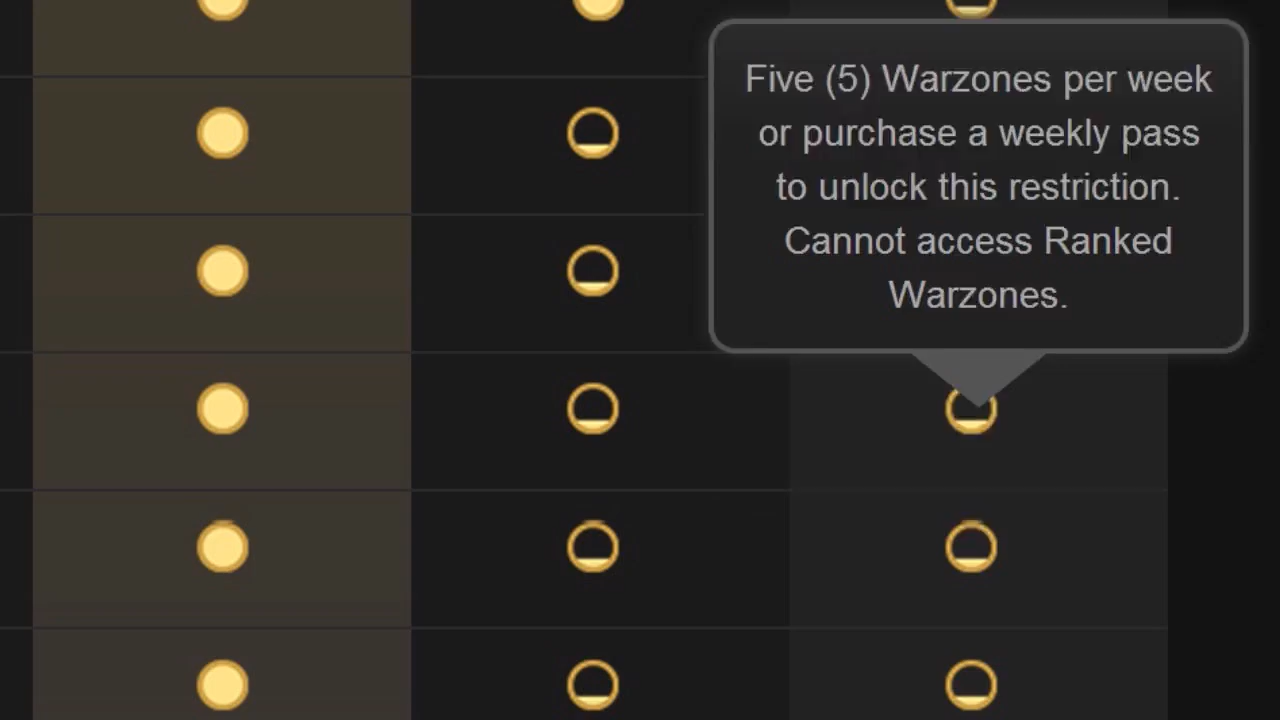 Five (5) Warzones per week
or purchase a weekly pass
to unlock this restriction.
Cannot access Ranked
Warzones.